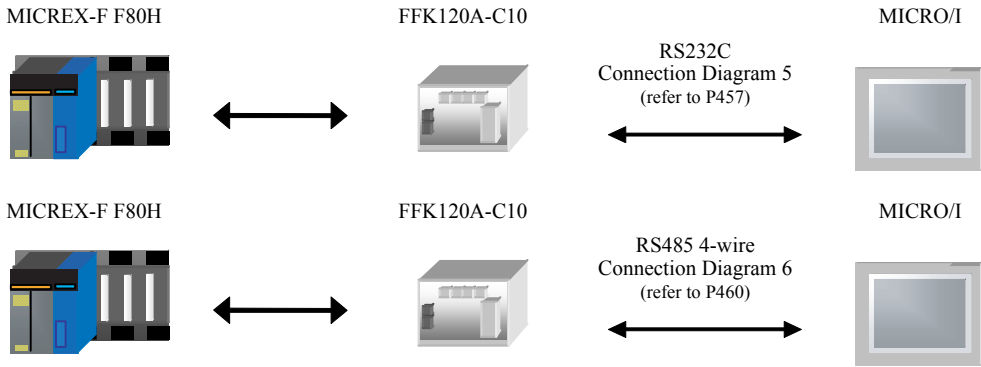 MICREX-F F80H
FFK120A-C10
MICRO/I
RS232C
Connection Diagram 5
(refer to P457)
MICREX-F F80H
FFK120A-C10
MICRO/I
RS485 4-wire
Connection Diagram 6
(refer to P460)